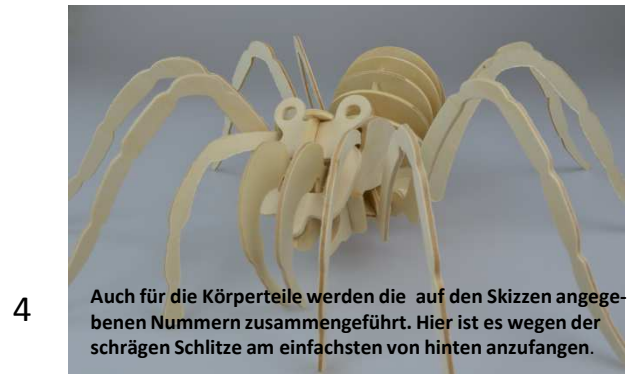 4
Auch für die Körperteile werden die auf den Skizzen angege-
benen Nummern zusammengeführt. Hier ist es wegen der
schrägen Schlitze am einfachsten von hinten anzufangen.